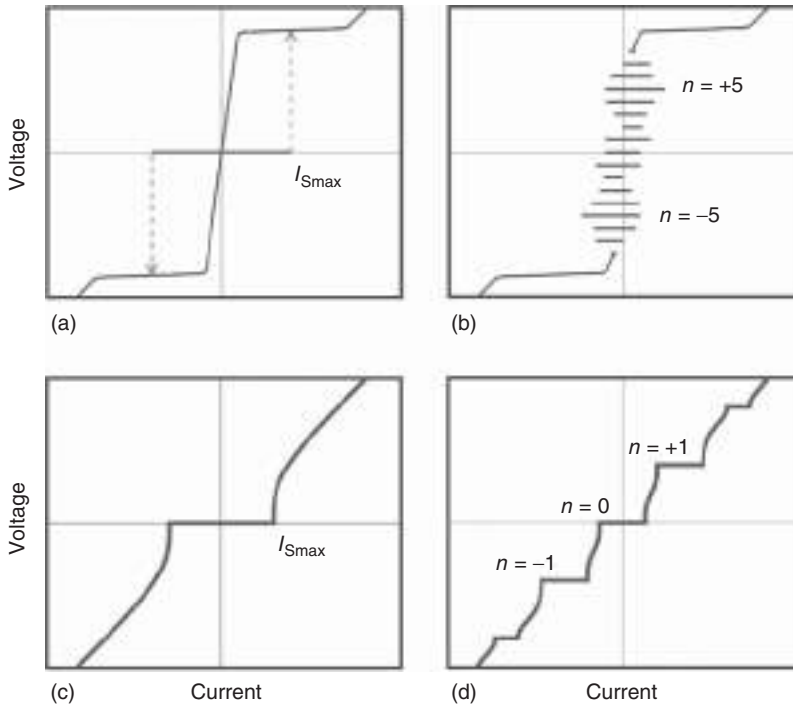 Voltage
I_Smax
(a)
n = +5
n = –5
(b)
Voltage
I_Smax
(c)
Current
n = +1
n = 0
n = –1
(d)
Current